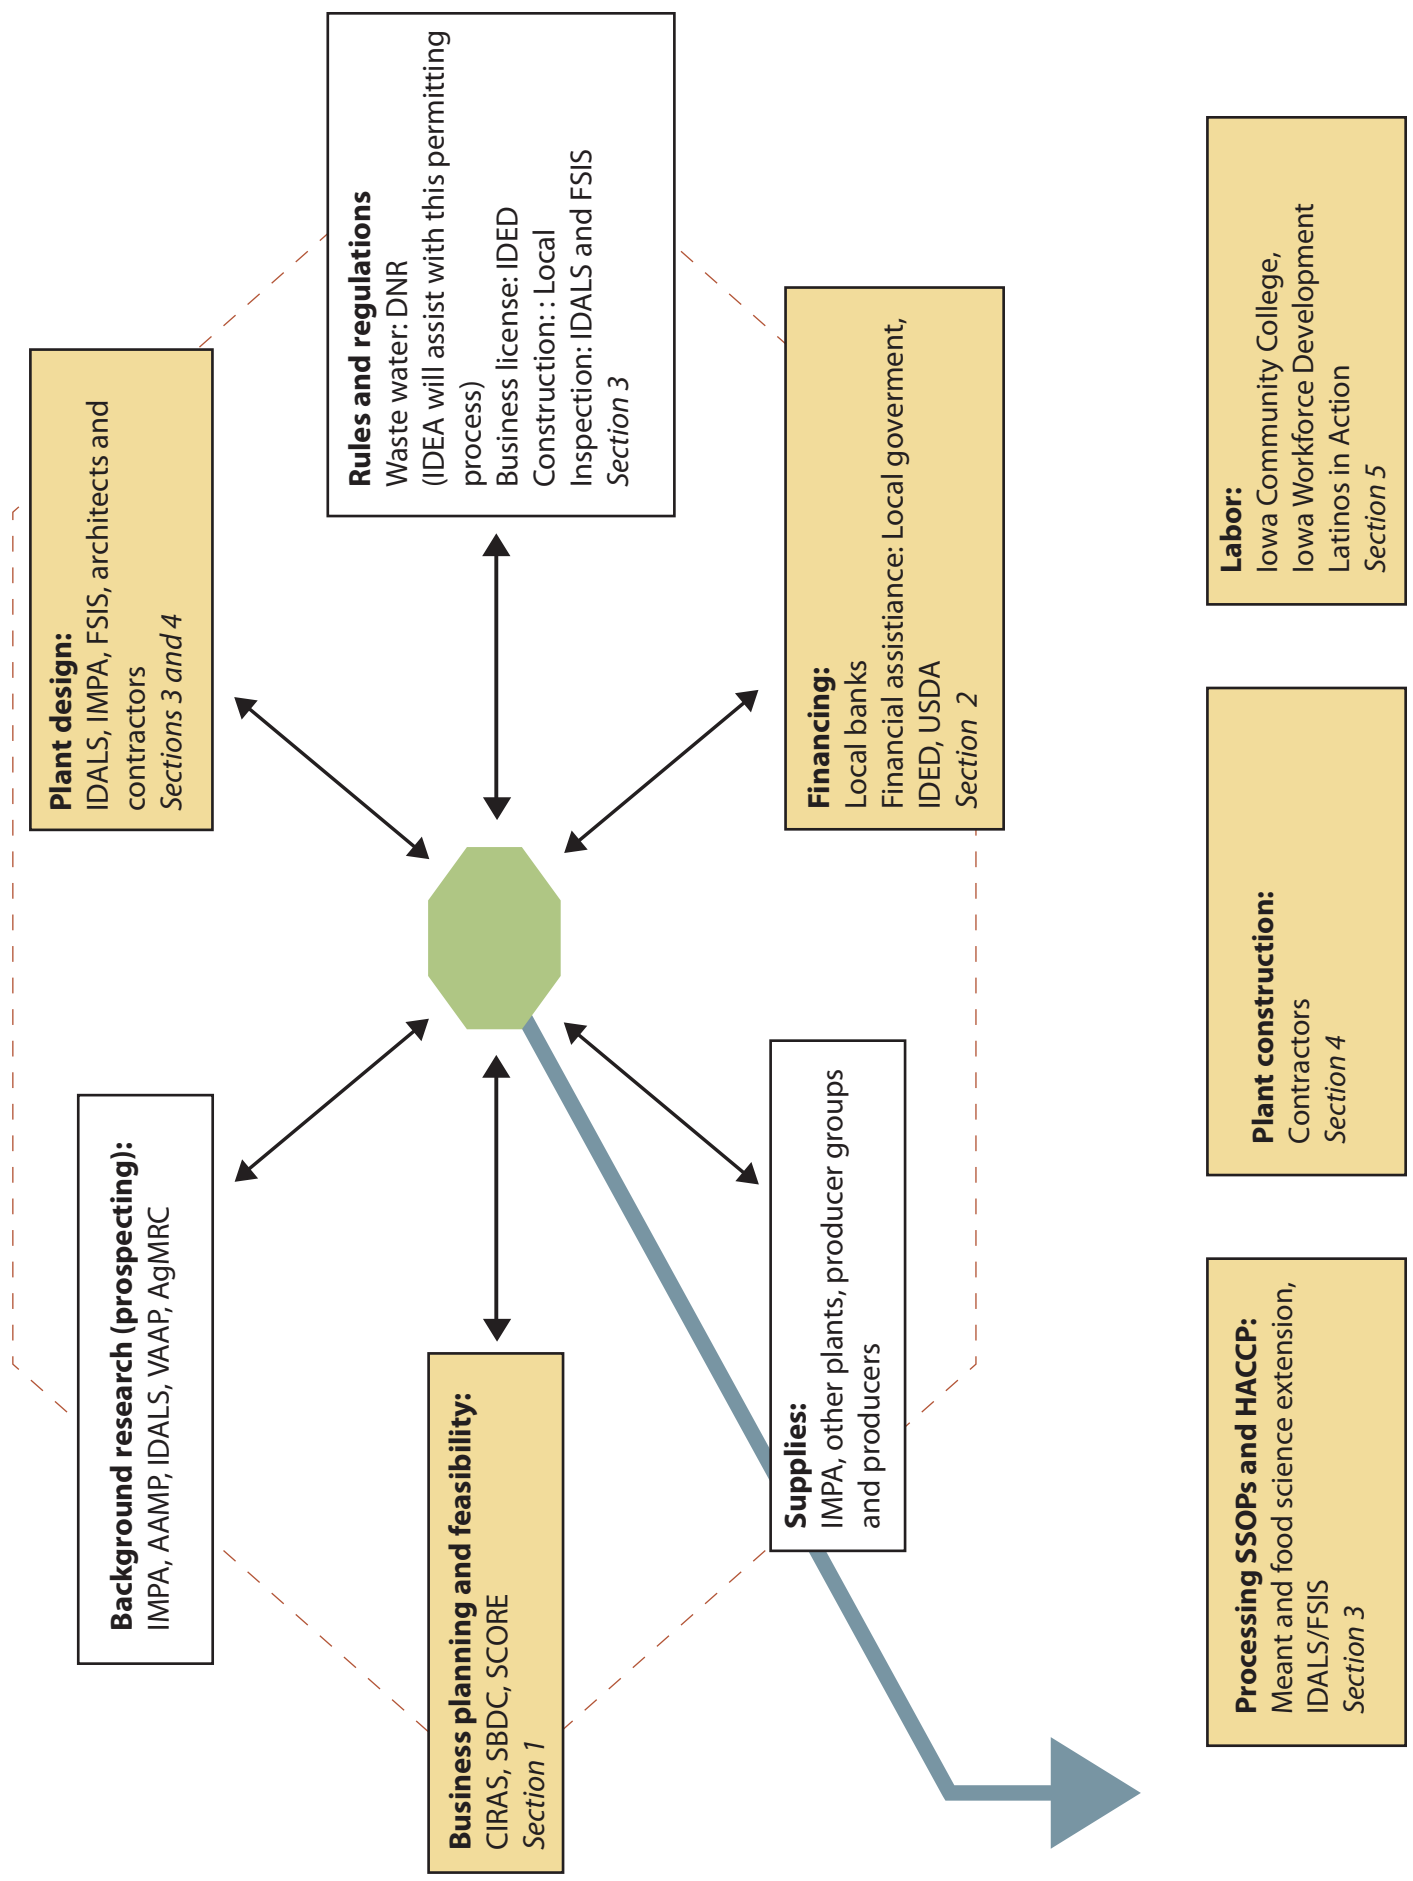 Background research (prospecting):
IMPA, AAMP, IDALS, VAAP, AgMRC
Plant design:
IDALS, IMPA, FSIS, architects and
contractors
Sections 3 and 4
Business planning and feasibility:
CIRAS, SBDC, SCORE
Section 1
Rules and regulations
Waste water: DNR
(IDEA will assist with this permitting
process)
Business license: IDED
Construction: : Local
Inspection: IDALS and FSIS
Section 3
Supplies:
IMPA, other plants, producer groups
and producers
Financing:
Local banks
Financial assistiance: Local goverment,
IDED, USDA
Section 2
Processing SSOPs and HACCP:
Meant and food science extension,
IDALS/FSIS
Section 3
Plant construction:
Contractors
Section 4
Labor:
Iowa Community College,
Iowa Workforce Development
Latinos in Action
Section 5